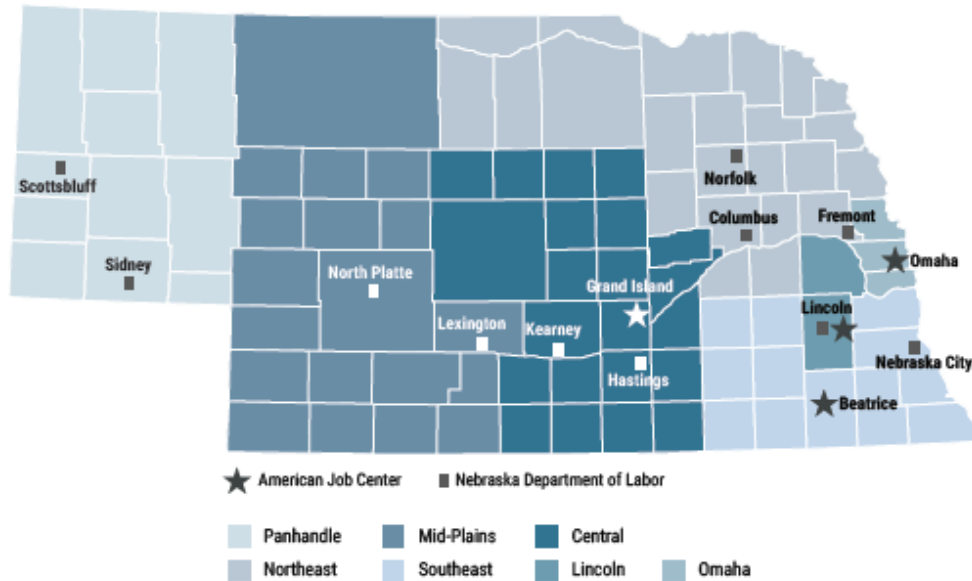 Norfolk
Scottsbluff
Columbus
Fremont
Sidney
North Platte
Omaha
Grand Island
Lexington
Kearney
Lincoln
Hastings
Nebraska City
Beatrice
American Job Center
Nebraska Department of Labor
Panhandle
Mid-Plains
Central
Northeast
Southeast
Lincoln
Omaha